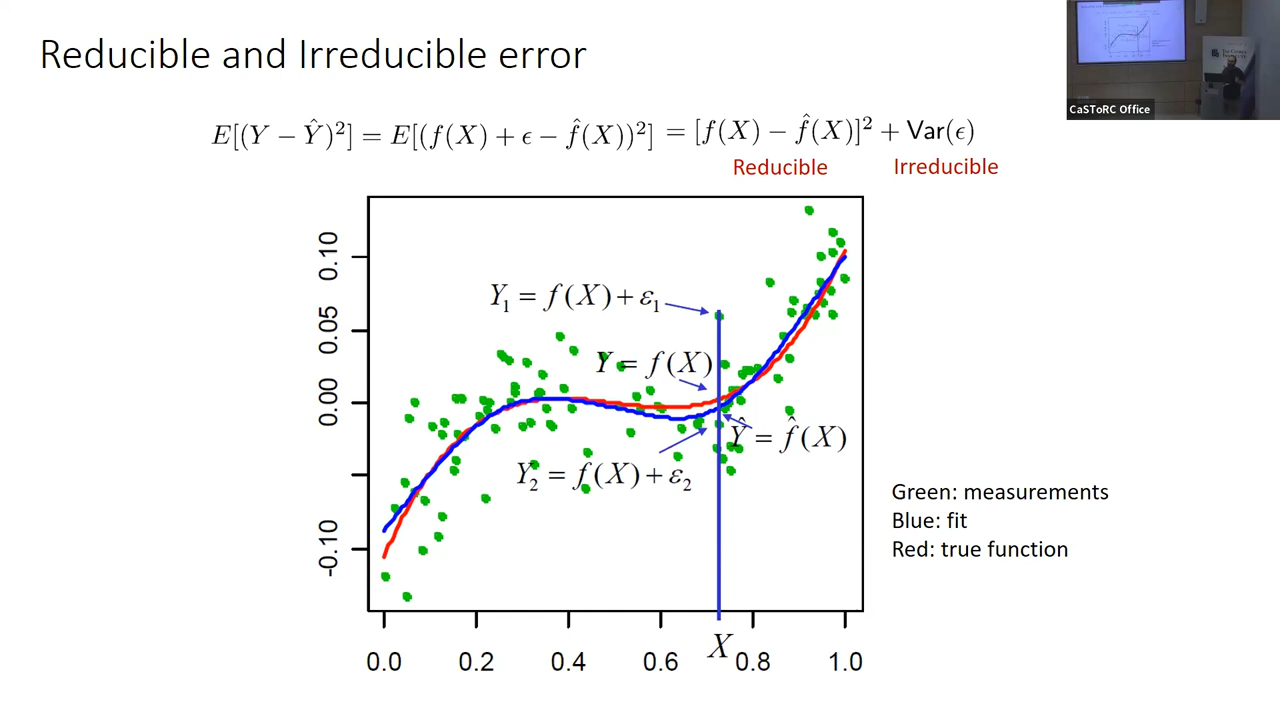 Reducible and Irreducible error
E[(Y − Ŷ)²] = E[(f(X) + ϵ − f̂(X))²] = [f(X) − f̂(X)]² + Var(ϵ)
Reducible
Irreducible
CaSToRC Office
0.10
0.05
0.00
-0.10
Y₁ = f(X) + ε₁
Y = f(X)
Ŷ = f̂(X)
Y₂ = f(X) + ε₂
X
0.0 0.2 0.4 0.6 0.8 1.0
Green: measurements
Blue: fit
Red: true function